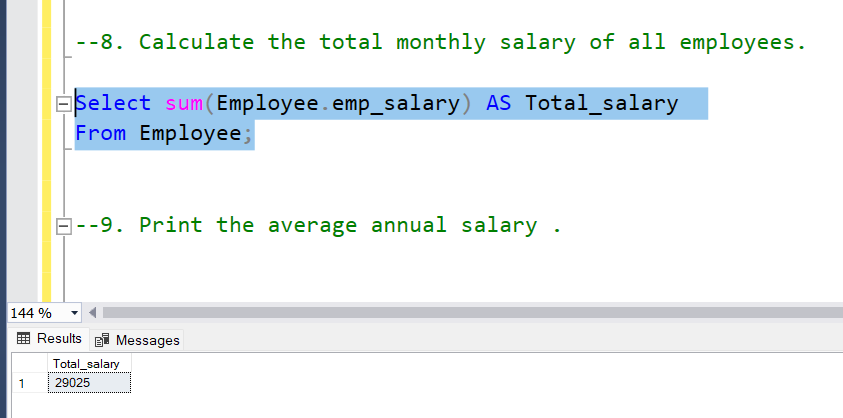 --8. Calculate the total monthly salary of all employees.
Select sum(Employee.emp_salary) AS Total_salary
From Employee;
--9. Print the average annual salary .
144 %
Results Messages
Total_salary
1 29025